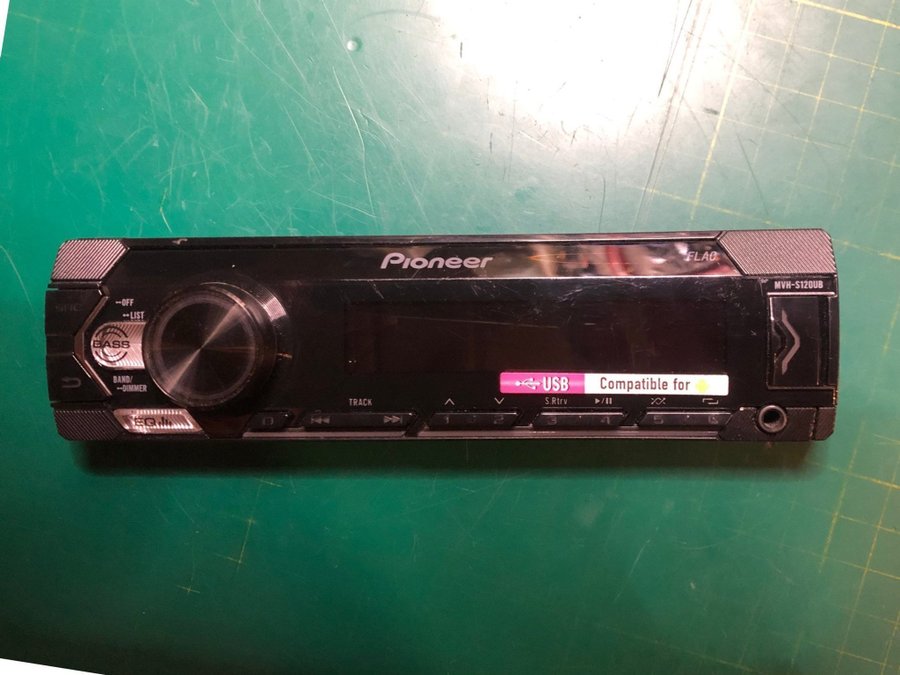 Pioneer
FLAC
MVH-S120UB
SRC
OFF
LIST
BASS
BAND/
DIMMER
EQ
USB
Compatible for
TRACK
S.Rtrv
1 2 3 4 5 6